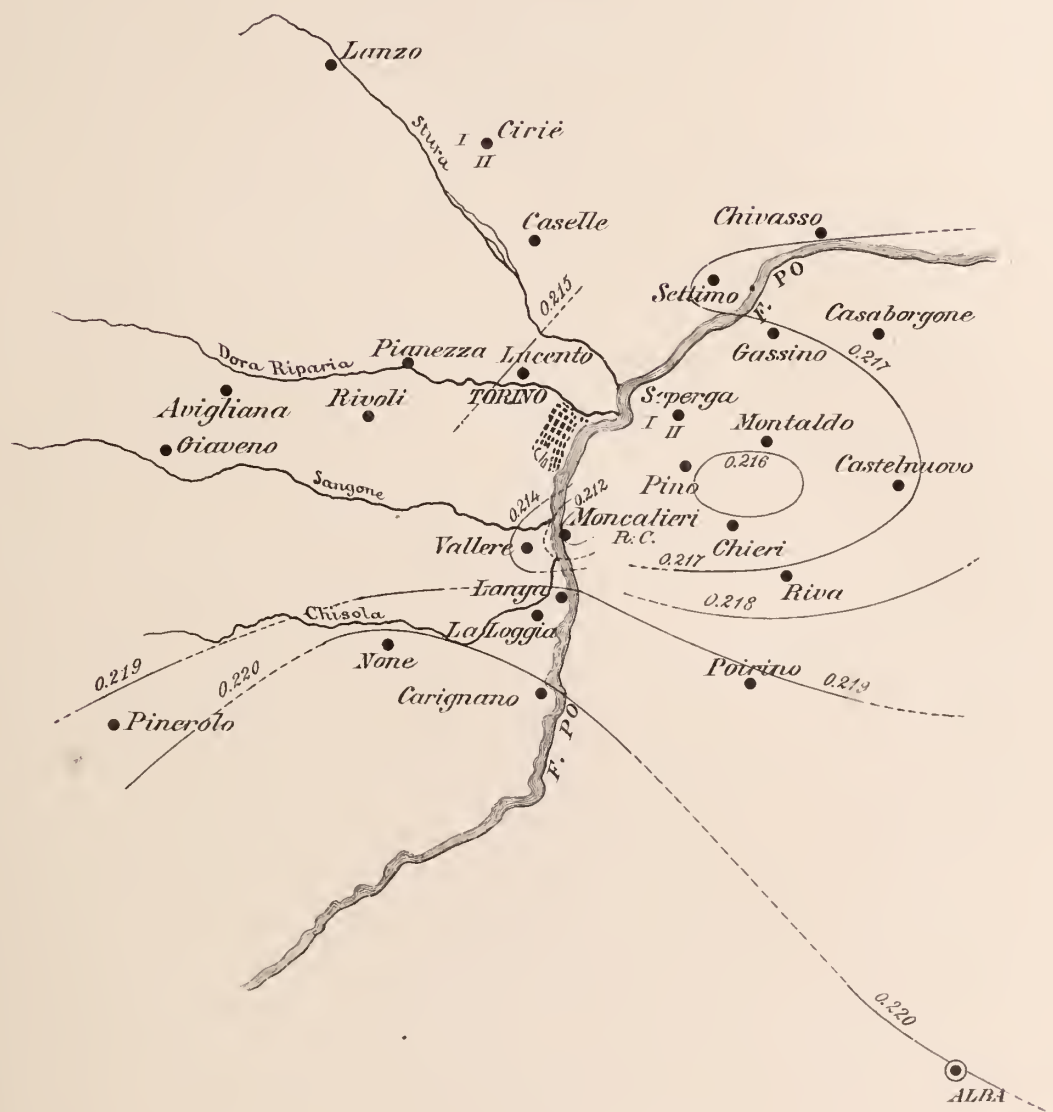 Lanzo
Stura
I Cirié
II
Caselle
Chivasso
0.215
Settimo
F. PO
Casaborgone
Gassino
0.217
Dora Riparia
Pianezza
Lucento
TORINO
Avigliana
Rivoli
Superga
I II
Montaldo
Giaveno
0.216
Castelnuovo
Pino
Sangone
0.214
0.212
Moncalieri
R.C.
Vallere
Chieri
0.217
Riva
0.218
Chisola
La Loggia
None
0.219
0.220
Carignano
Poirino
0.219
Pinerolo
F. PO
0.220
ALBA